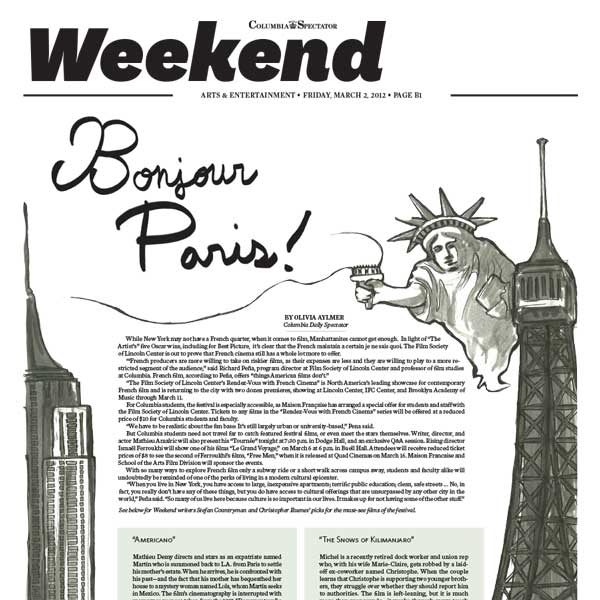 COLUMBIA SPECTATOR
Weekend
ARTS & ENTERTAINMENT • FRIDAY, MARCH 2, 2012 • PAGE B1
Bonjour
Paris!
BY OLIVIA AYLMER
Columbia Daily Spectator
While New York may not have a French quarter, when it comes to film, Manhattanites cannot get enough. In light of "The
Artist's" five Oscar wins, including for Best Picture, it's clear that the French maintain a certain je ne sais quoi. The Film Society
of Lincoln Center is out to prove that French cinema still has a whole lot more to offer.
"French producers are more willing to take on riskier films, as their expenses are less and they are willing to play to a more re-
stricted segment of the audience," said Richard Peña, program director at Film Society of Lincoln Center and professor of film studies
at Columbia. French film, according to Peña, offers "things American films don't."
"The Film Society of Lincoln Center's Rendez-Vous with French Cinema" is North America's leading showcase for contemporary
French film and is returning to the city with two dozen premieres, showing at Lincoln Center, IFC Center, and Brooklyn Academy of
Music through March 11.
For Columbia students, the festival is especially accessible, as Maison Française has arranged a special offer for students and staff with
the Film Society of Lincoln Center. Tickets to any films in the "Rendez-Vous with French Cinema" series will be offered at a reduced
price of $10 for Columbia students and faculty.
"We have to be realistic about the fan base: It's still largely urban or university-based," Pena said.
But Columbia students need not travel far to catch featured festival films, or even meet the stars themselves. Writer, director, and
actor Mathieu Amalric will also present his "Tournée" tonight at 7:30 p.m. in Dodge Hall, and an exclusive Q&A session. Rising director
Ismaël Ferroukhi will show one of his films "Le Grand Voyage," on March 6 at 6 p.m. in Buell Hall. Attendees will receive reduced ticket
prices of $8 to see the second of Ferroukhi's films, "Free Men," when it is released at Quad Cinemas on March 16. Maison Française and
School of the Arts Film Division will sponsor the events.
With so many ways to explore French film only a subway ride or a short walk across campus away, students and faculty alike will
undoubtedly be reminded of one of the perks of living in a modern cultural epicenter.
"When you live in New York, you have access to large, inexpensive apartments; terrific public education; clean, safe streets ... No, in
fact, you really don't have any of those things, but you do have access to cultural offerings that are unsurpassed by any other city in the
world," Peña said. "So many of us live here because culture is so important in our lives. It makes up for not having some of the other stuff."
See below for Weekend writers Stefan Countryman and Christopher Ruenes' picks for the must-see films of the festival.
"AMERICANO"
Mathieu Demy directs and stars as an expatriate named
Martin who is summoned back to L.A. from Paris to settle
his mother's estate. When he arrives, he is confronted with
his past—and the fact that his mother has bequeathed her
house to a mystery woman named Lola, whom Martin seeks
in Mexico. The film's cinematography is interrupted with
"THE SNOWS OF KILIMANJARO"
Michel is a recently retired dock worker and union rep
who, with his wife Marie-Claire, gets robbed by a laid-
off ex-coworker named Christophe. When the couple
learns that Christophe is supporting two younger broth-
ers, they struggle over whether they should report him
to authorities. The film is left-leaning, but it is much